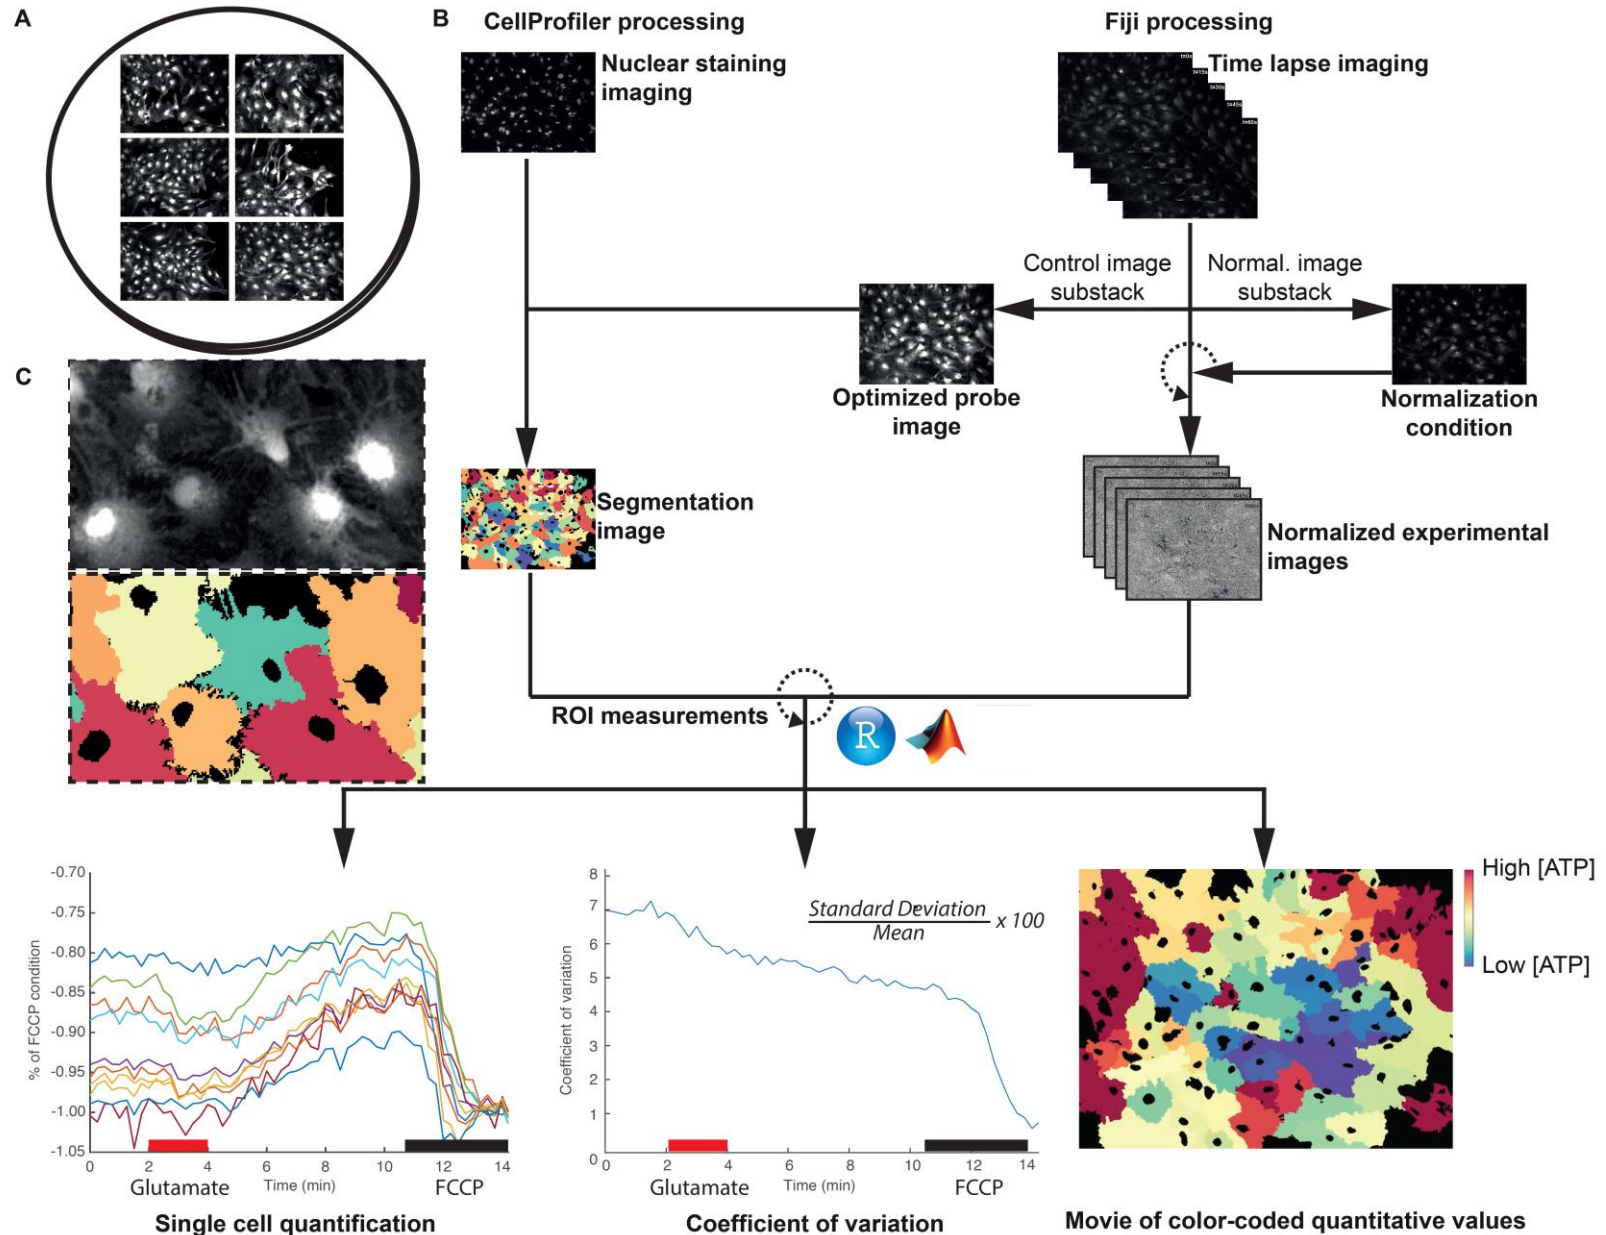 A
B
CellProfiler processing
Fiji processing
Nuclear staining
imaging
t=0s
Time lapse imaging
t=15s
t=30s
t=45s
t=60s
Control image
substack
Normal. image
substack
Optimized probe
image
Normalization
condition
C
Segmentation
image
Normalized experimental
images
ROI measurements
R
-0.70
-0.75
-0.80
-0.85
-0.90
-0.95
-1.00
-1.05
% of FCCP condition
0 2 4 6 8 10 12 14
Glutamate Time (min) FCCP
Single cell quantification
8
7
6
5
4
3
2
1
0
Coefficient of variation
Standard Deviation
Mean
x 100
0 2 4 6 8 10 12 14
Glutamate Time (min) FCCP
Coefficient of variation
High [ATP]
Low [ATP]
Movie of color-coded quantitative values